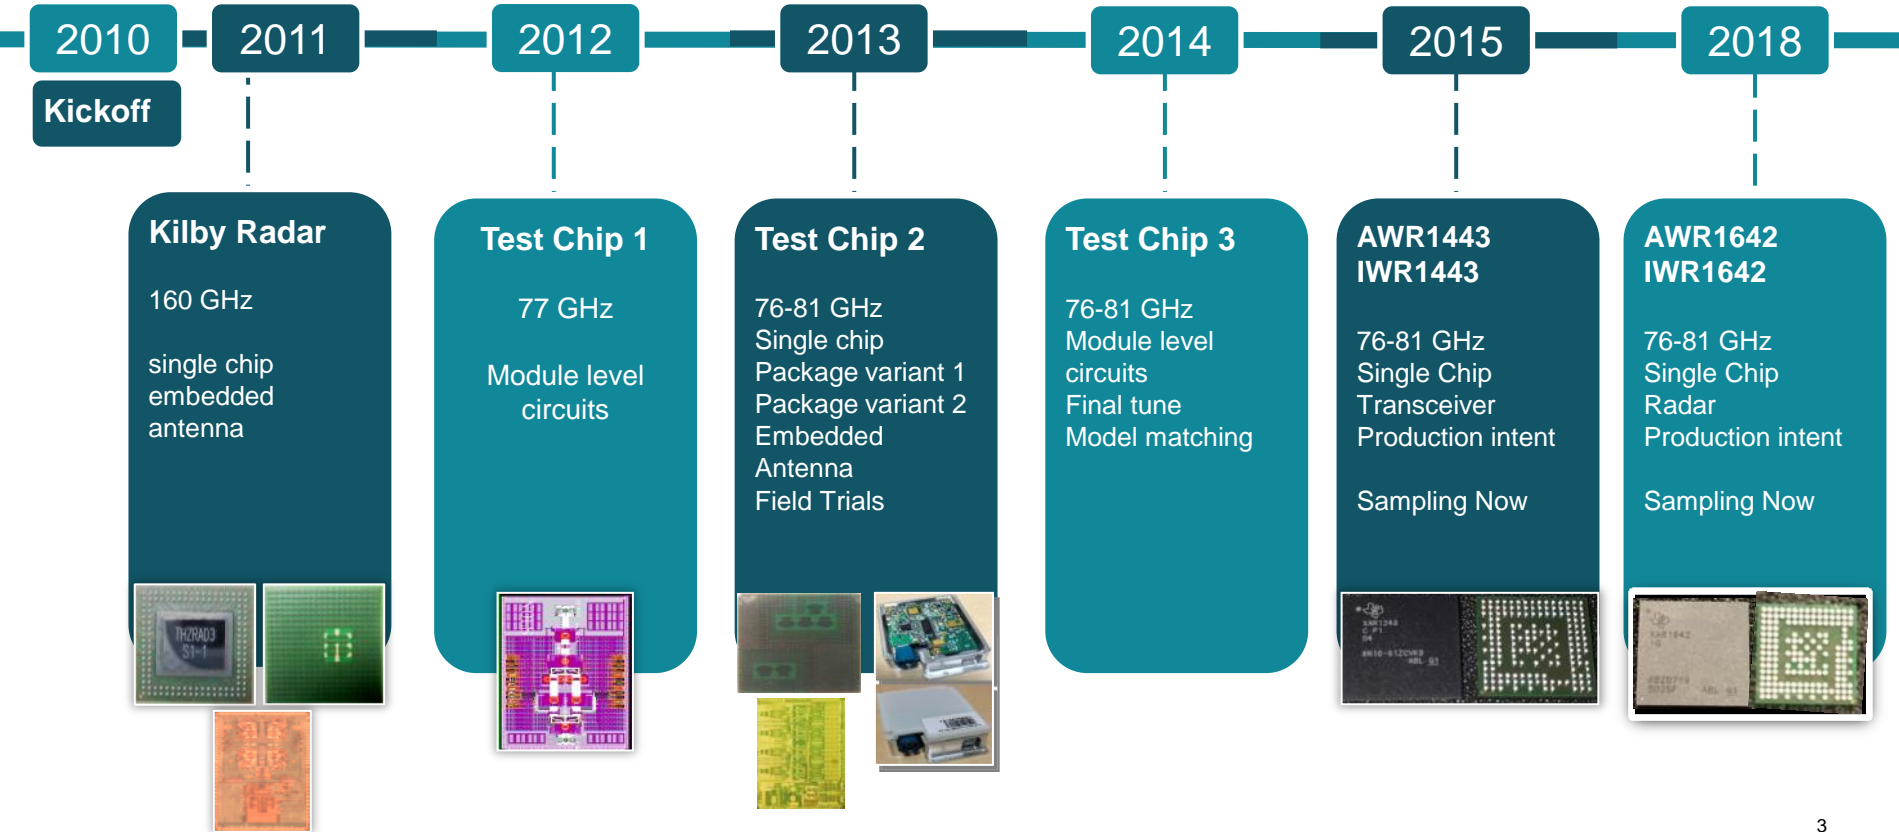 2010
2011
2012
2013
2014
2015
2018
Kickoff
Kilby Radar
160 GHz
single chip
embedded
antenna
Test Chip 1
77 GHz
Module level
circuits
Test Chip 2
76-81 GHz
Single chip
Package variant 1
Package variant 2
Embedded
Antenna
Field Trials
Test Chip 3
76-81 GHz
Module level
circuits
Final tune
Model matching
AWR1443
IWR1443
76-81 GHz
Single Chip
Transceiver
Production intent
Sampling Now
AWR1642
IWR1642
76-81 GHz
Single Chip
Radar
Production intent
Sampling Now
THZRAD3
S1-1
XAR1642
3